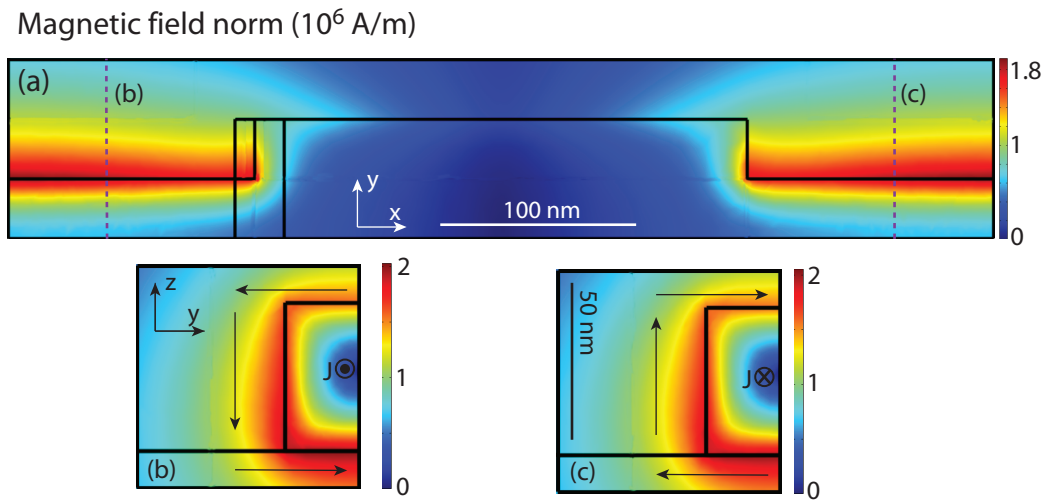 Magnetic field norm (10⁶ A/m)
(a)
(b)
(c)
1.8
1
0
y
x
100 nm
z
y
J
(b)
2
1
0
50 nm
J
(c)
2
1
0